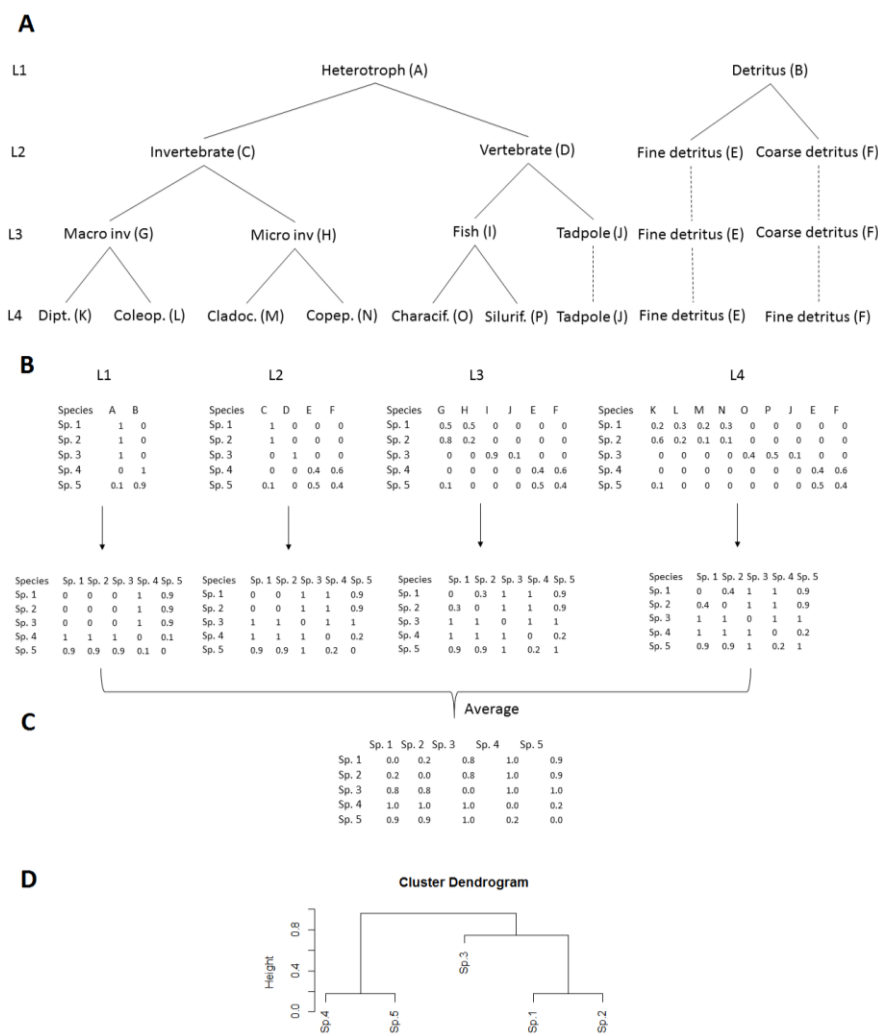 A
L1 Heterotroph (A) Detritus (B)
L2 Invertebrate (C) Vertebrate (D) Fine detritus (E) Coarse detritus (F)
L3 Macro inv (G) Micro inv (H) Fish (I) Tadpole (J) Fine detritus (E) Coarse detritus (F)
L4 Dipt. (K) Coleop. (L) Cladoc. (M) Copep. (N) Characif. (O) Silurif. (P) Tadpole (J) Fine detritus (E) Fine detritus (F)
B
L1 L2 L3 L4
Species A B Species C D E F Species G H I J E F Species K L M N O P J E F
Sp. 1 1 0 Sp. 1 1 0 0 0 Sp. 1 0.5 0.5 0 0 0 0 Sp. 1 0.2 0.3 0.2 0.3 0 0 0 0 0
Sp. 2 1 0 Sp. 2 1 0 0 0 Sp. 2 0.8 0.2 0 0 0 0 Sp. 2 0.6 0.2 0.1 0.1 0 0 0 0 0
Sp. 3 1 0 Sp. 3 0 1 0 0 Sp. 3 0 0 0.9 0.1 0 0 Sp. 3 0 0 0 0 0.4 0.5 0.1 0 0
Sp. 4 0 1 Sp. 4 0 0 0.4 0.6 Sp. 4 0 0 0 0 0.4 0.6 Sp. 4 0 0 0 0 0 0 0 0.4 0.6
Sp. 5 0.1 0.9 Sp. 5 0.1 0 0.5 0.4 Sp. 5 0.1 0 0 0 0.5 0.4 Sp. 5 0.1 0 0 0 0 0 0 0.5 0.4
Species Sp. 1 Sp. 2 Sp. 3 Sp. 4 Sp. 5 Species Sp. 1 Sp. 2 Sp. 3 Sp. 4 Sp. 5 Species Sp. 1 Sp. 2 Sp. 3 Sp. 4 Sp. 5 Species Sp. 1 Sp. 2 Sp. 3 Sp. 4 Sp. 5
Sp. 1 0 0 0 1 0.9 Sp. 1 0 0 1 1 0.9 Sp. 1 0 0.3 1 1 0.9 Sp. 1 0 0.4 1 1 0.9
Sp. 2 0 0 0 1 0.9 Sp. 2 0 0 1 1 0.9 Sp. 2 0.3 0 1 1 0.9 Sp. 2 0.4 0 1 1 0.9
Sp. 3 0 0 0 1 0.9 Sp. 3 1 1 0 1 1 Sp. 3 1 1 0 1 1 Sp. 3 1 1 0 1 1
Sp. 4 1 1 1 0 0.1 Sp. 4 1 1 1 0 0.2 Sp. 4 1 1 1 0 0.2 Sp. 4 1 1 1 0 0.2
Sp. 5 0.9 0.9 0.9 0.1 0 Sp. 5 0.9 0.9 1 0.2 0 Sp. 5 0.9 0.9 1 0.2 1 Sp. 5 0.9 0.9 1 0.2 1
Average
C
Sp. 1 Sp. 2 Sp. 3 Sp. 4 Sp. 5
Sp. 1 0.0 0.2 0.8 1.0 0.9
Sp. 2 0.2 0.0 0.8 1.0 0.9
Sp. 3 0.8 0.8 0.0 1.0 1.0
Sp. 4 1.0 1.0 1.0 0.0 0.2
Sp. 5 0.9 0.9 1.0 0.2 0.0
D
Cluster Dendrogram
Height
0.8
0.4
0.0
Sp.4 Sp.5 Sp.3 Sp.1 Sp.2